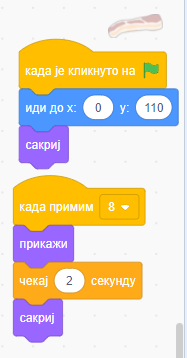 када је кликнуто на
иди до x: 0 y: 110
сакриј
када примим 8
прикажи
чекај 2 секунду
сакриј